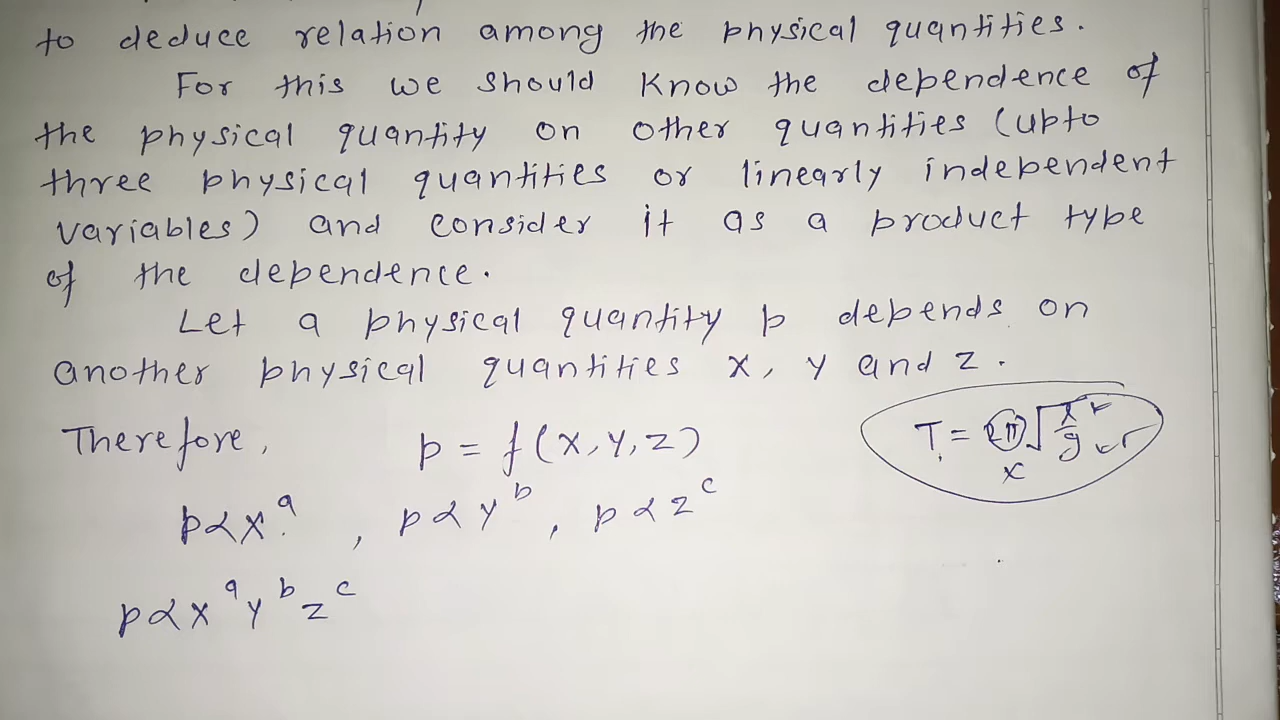 to deduce relation among the physical quantities.
For this we should know the dependence of
the physical quantity on other quantities (upto
three physical quantities or linearly independent
variables) and consider it as a product type
of the dependence.
Let a physical quantity p depends on
another physical quantities x, y and z.
Therefore, p = f(x, y, z)
T = 2π√(l/g)
x
p∝x^a, p∝y^b, p∝z^c
p∝x^a y^b z^c